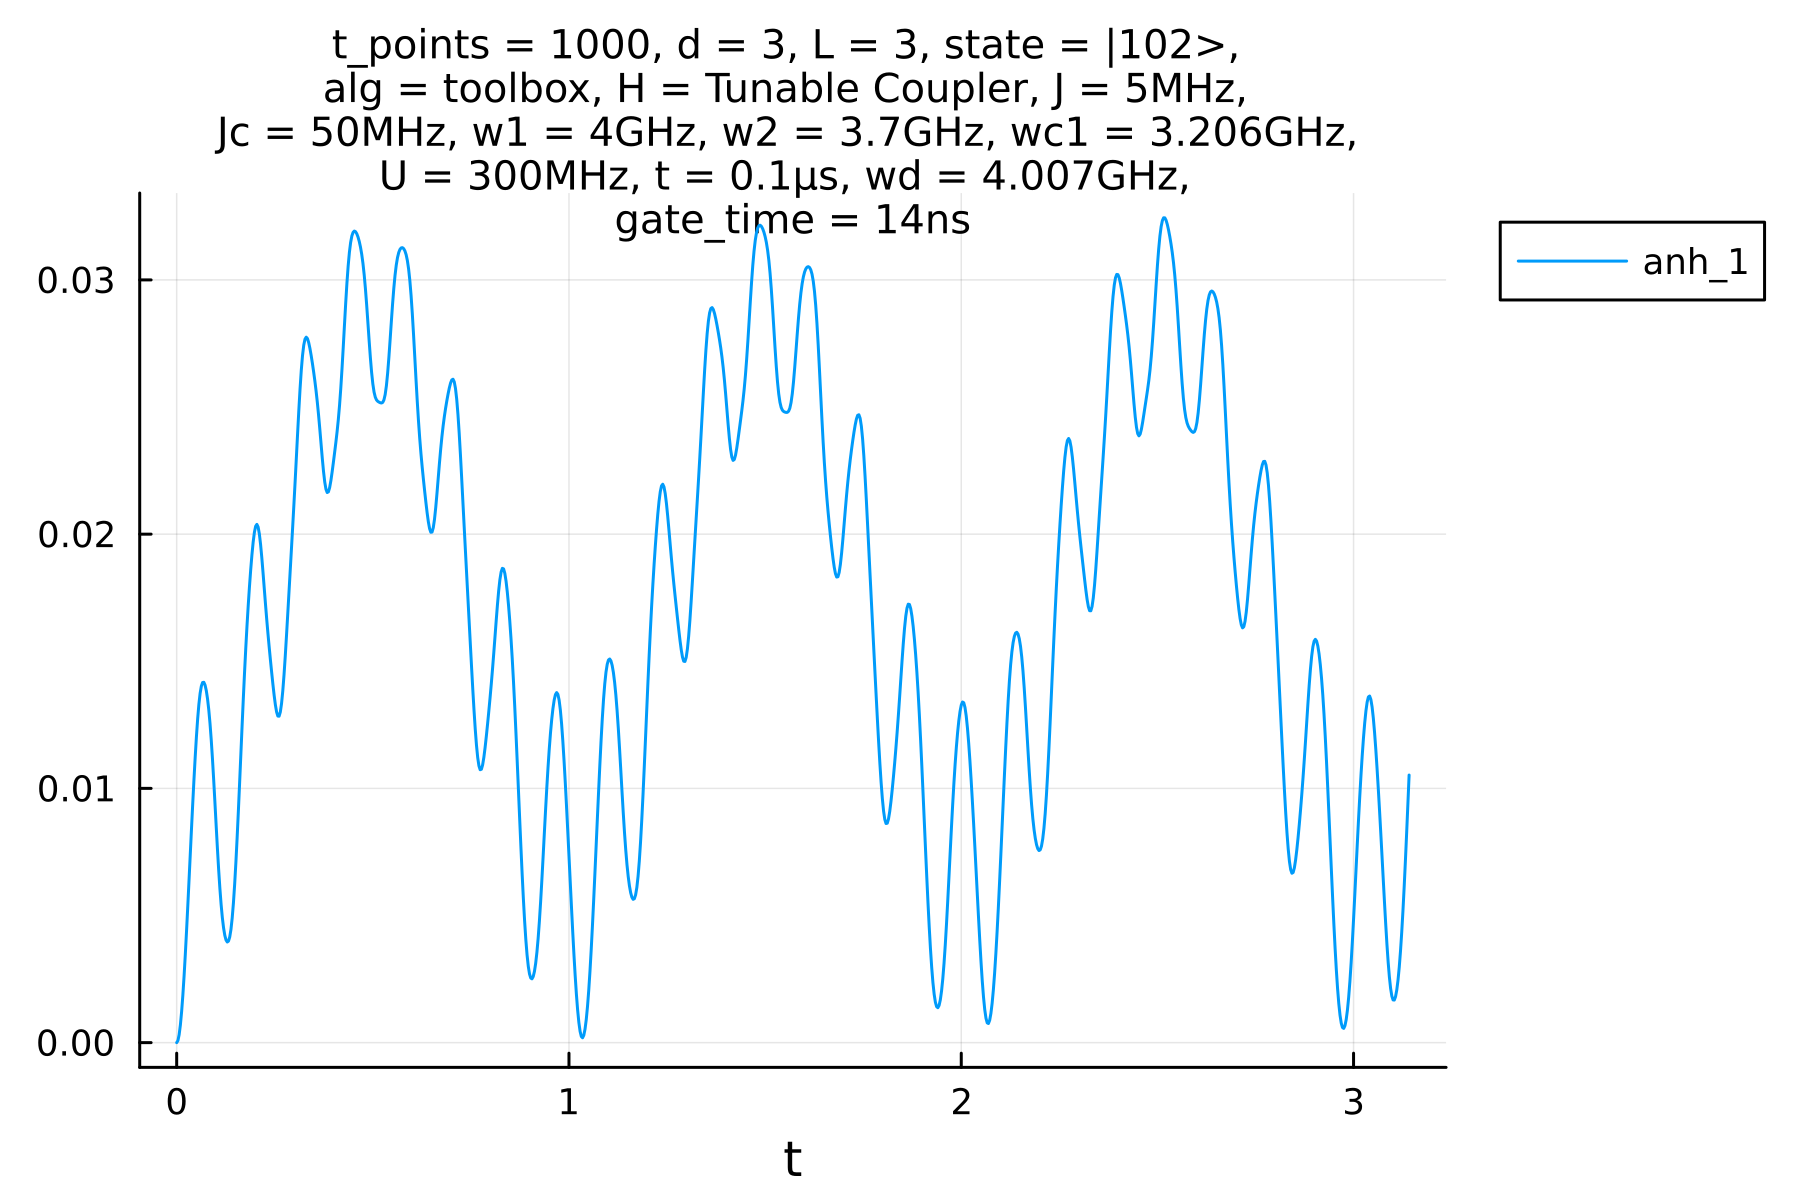 t_points = 1000, d = 3, L = 3, state = |102>,
alg = toolbox, H = Tunable Coupler, J = 5MHz,
Jc = 50MHz, w1 = 4GHz, w2 = 3.7GHz, wc1 = 3.206GHz,
U = 300MHz, t = 0.1μs, wd = 4.007GHz,
gate_time = 14ns
anh_1
0.03
0.02
0.01
0.00
0 1 2 3
t